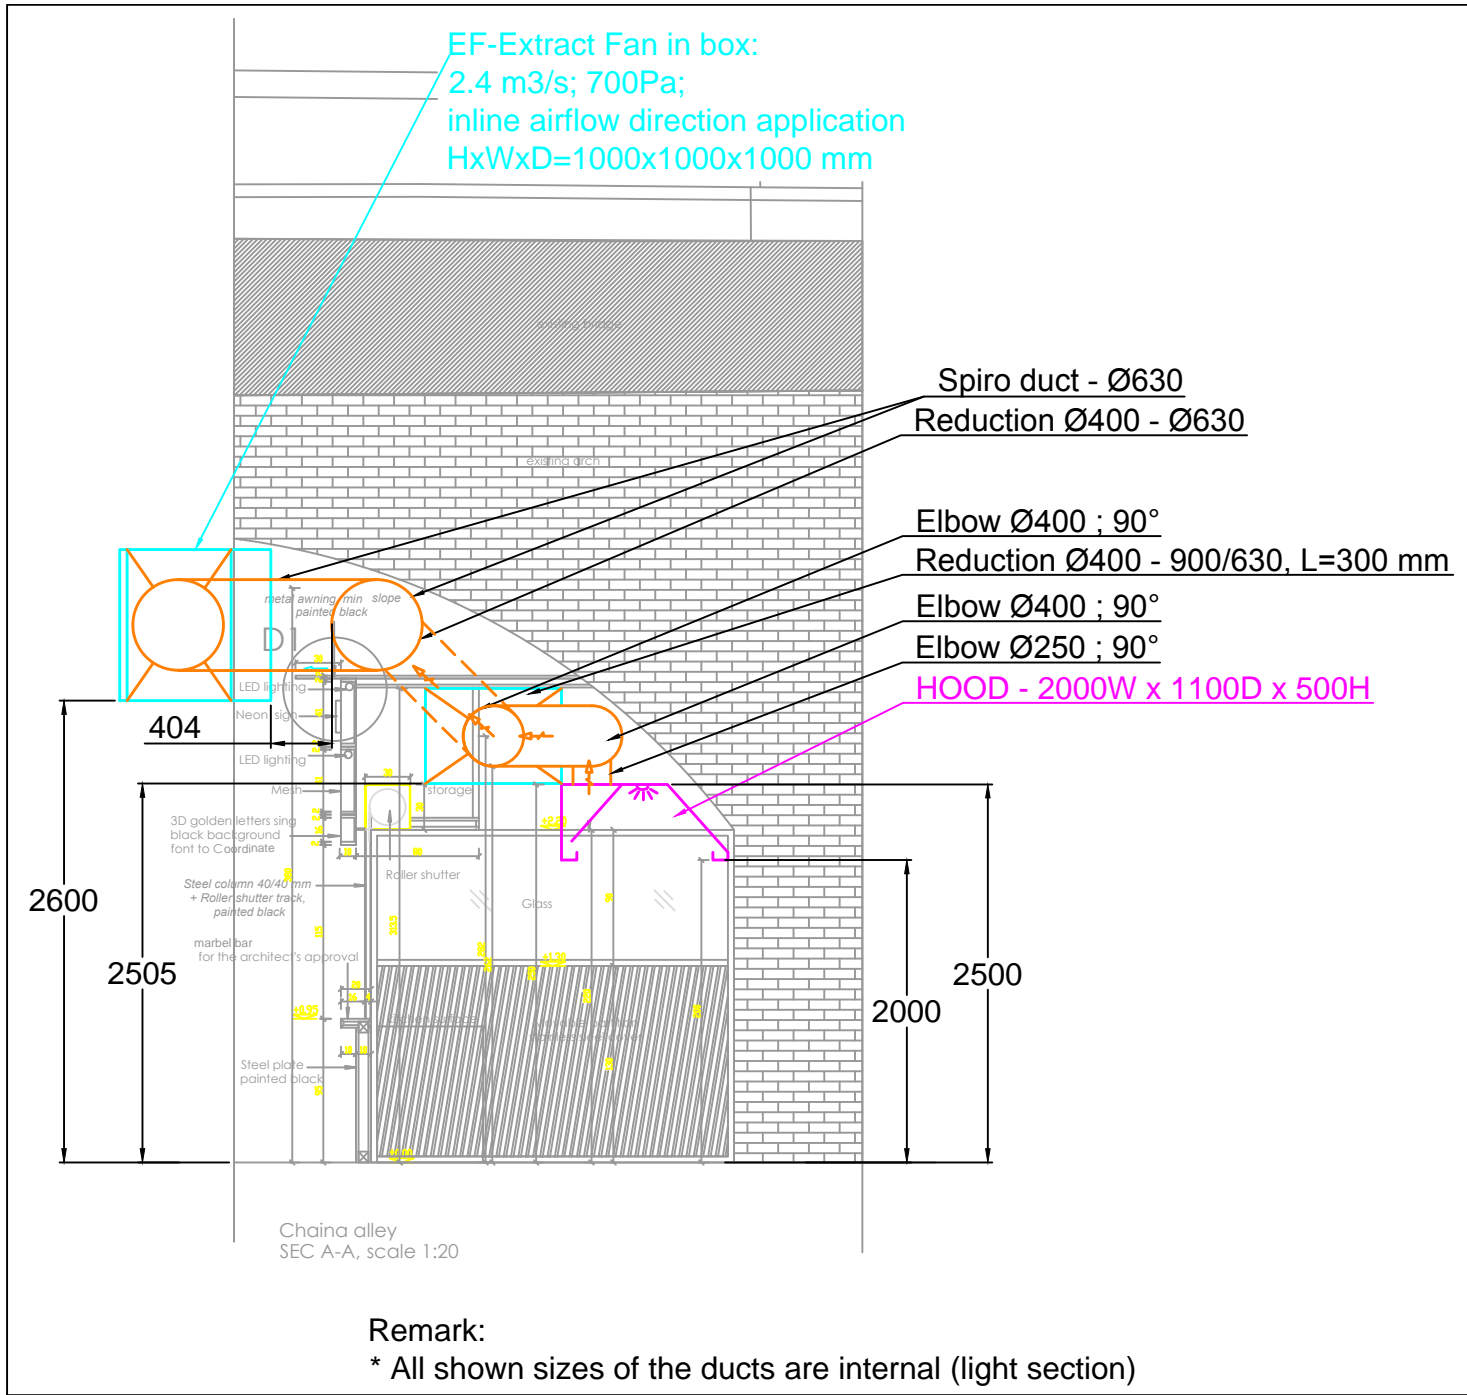 EF-Extract Fan in box:
2.4 m3/s; 700Pa;
inline airflow direction application
HxWxD=1000x1000x1000 mm
existing bridge
Spiro duct - Ø630
Reduction Ø400 - Ø630
existing arch
Elbow Ø400 ; 90°
Reduction Ø400 - 900/630, L=300 mm
Elbow Ø400 ; 90°
Elbow Ø250 ; 90°
HOOD - 2000W x 1100D x 500H
metal awning, min slope
painted black
LED lighting
Neon sign
404
LED lighting
Mesh
storage
3D golden letters sing
black background
font to Coordinate
Roller shutter
Steel column 40/40 mm
+ Roller shutter track,
painted black
Glass
2600
marbel bar
for the architect's approval
2505
2500
2000
Steel plate
painted black
Chaina alley
SEC A-A, scale 1:20
Remark:
* All shown sizes of the ducts are internal (light section)